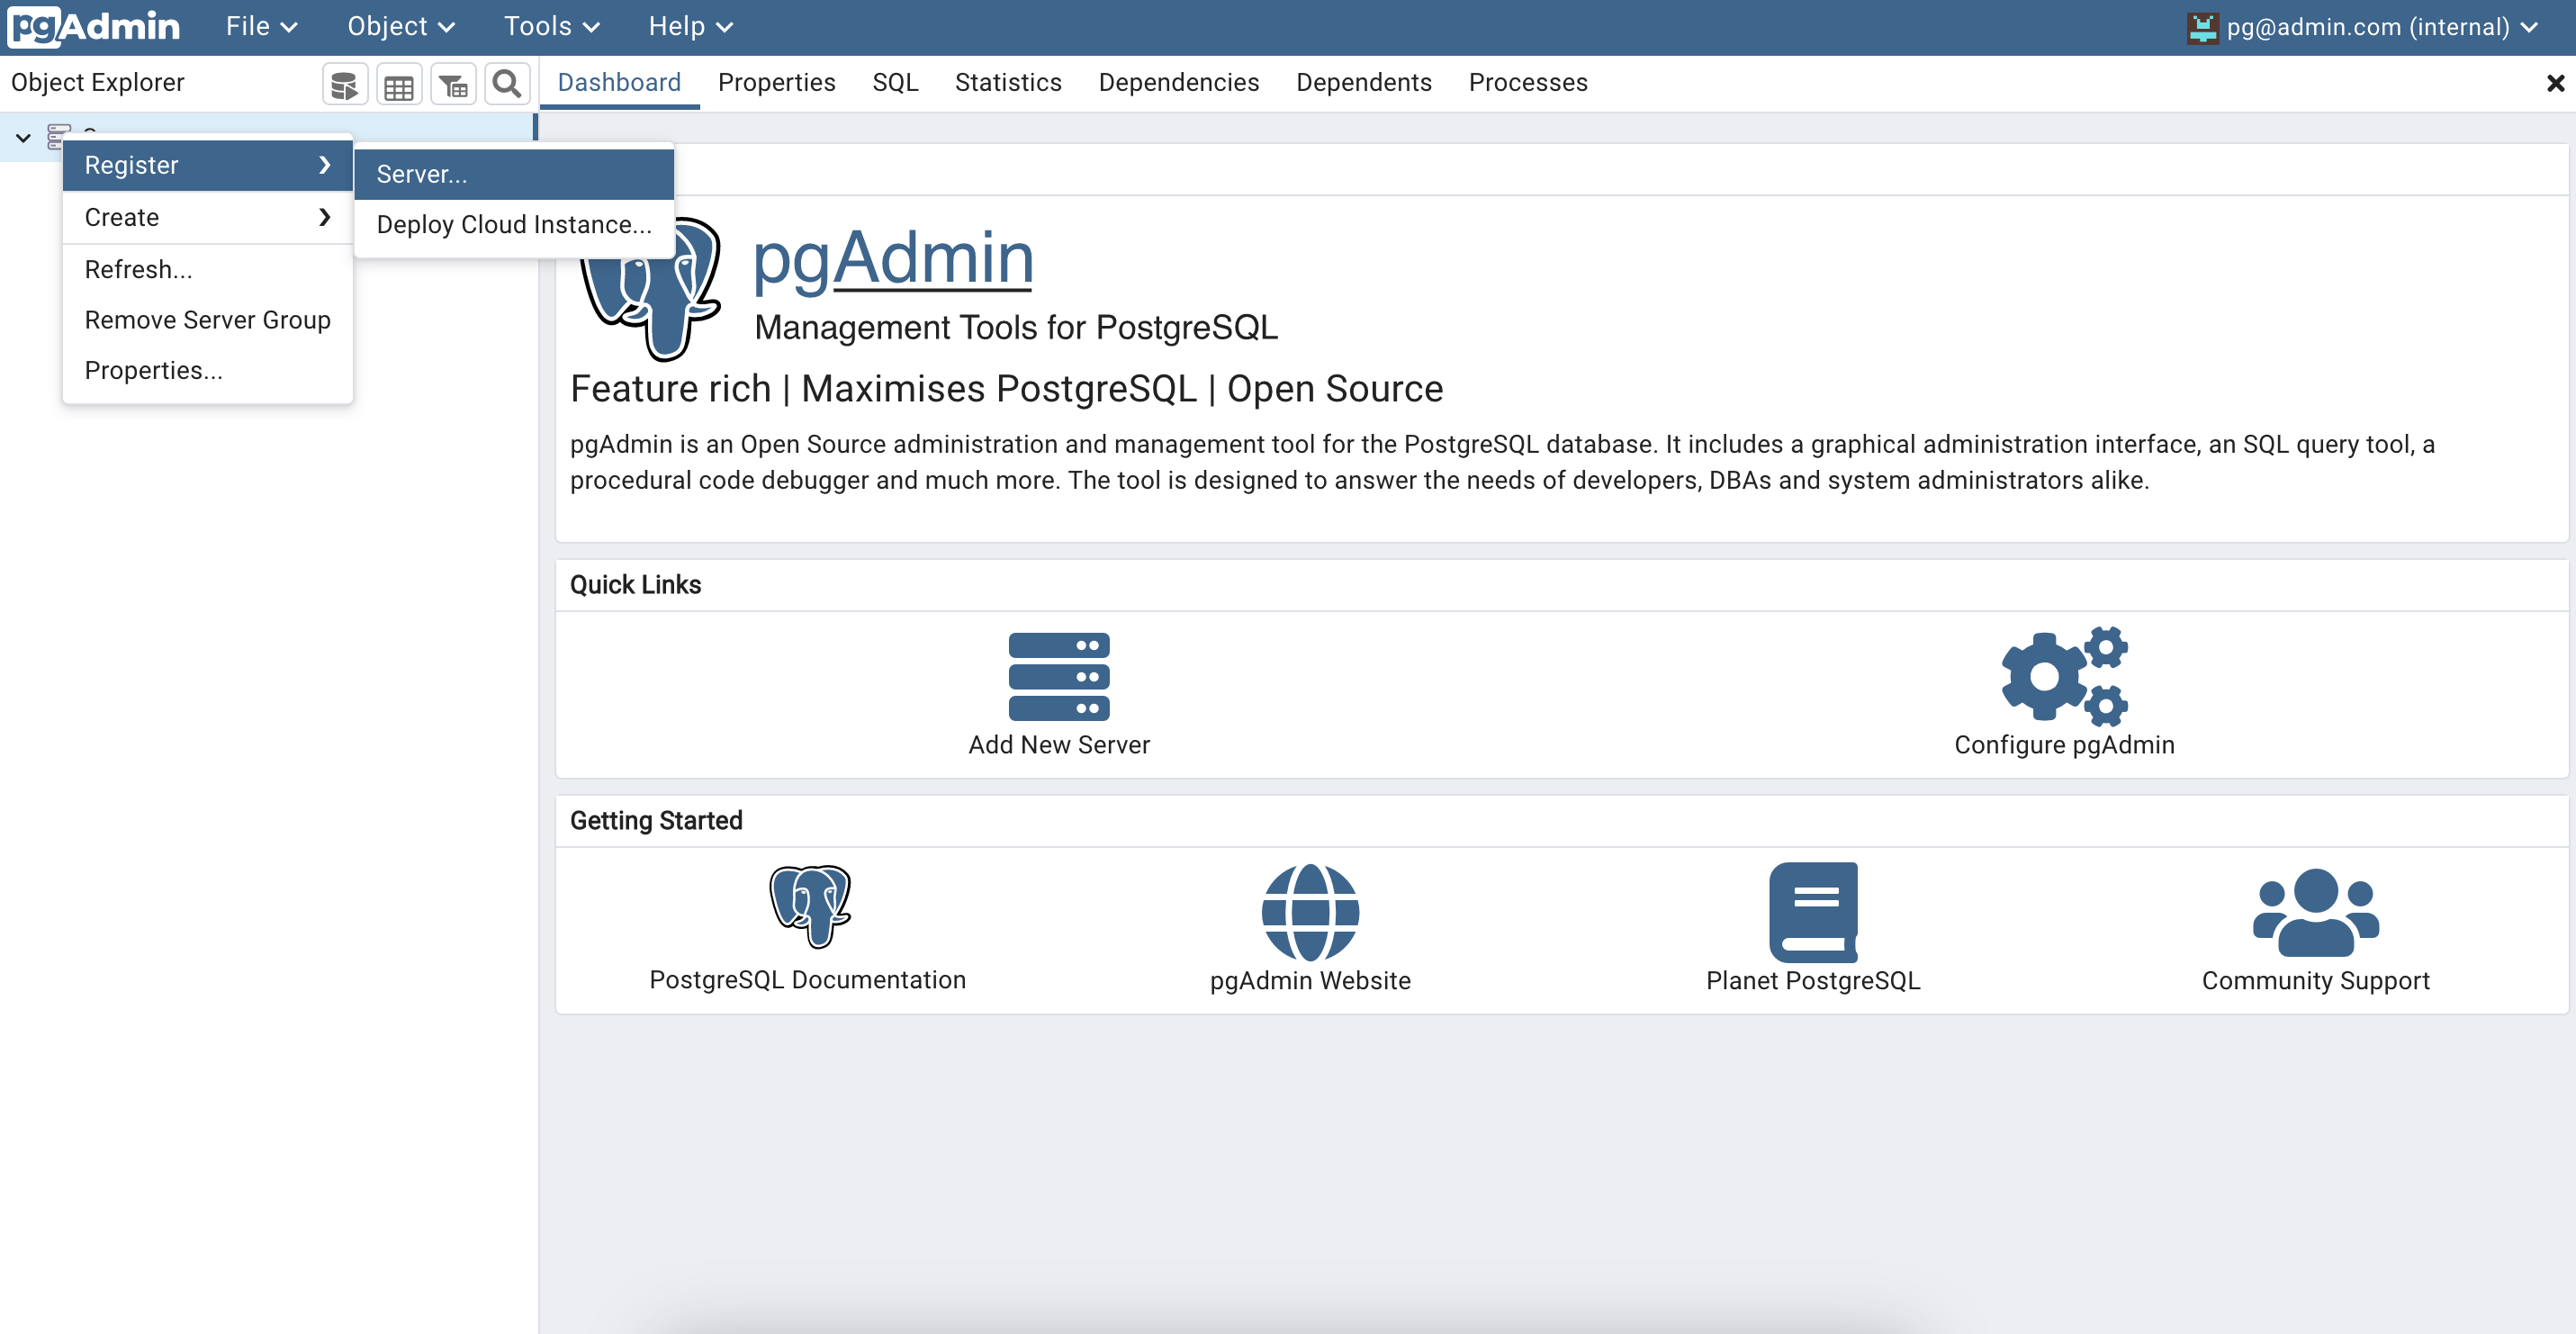 pgAdmin File Object Tools Help pg@admin.com (internal)
Object Explorer Dashboard Properties SQL Statistics Dependencies Dependents Processes
Register
Create
Refresh...
Remove Server Group
Properties...
Server...
Deploy Cloud Instance...
pgAdmin
Management Tools for PostgreSQL
Feature rich | Maximises PostgreSQL | Open Source
pgAdmin is an Open Source administration and management tool for the PostgreSQL database. It includes a graphical administration interface, an SQL query tool, a
procedural code debugger and much more. The tool is designed to answer the needs of developers, DBAs and system administrators alike.
Quick Links
Add New Server Configure pgAdmin
Getting Started
PostgreSQL Documentation pgAdmin Website Planet PostgreSQL Community Support